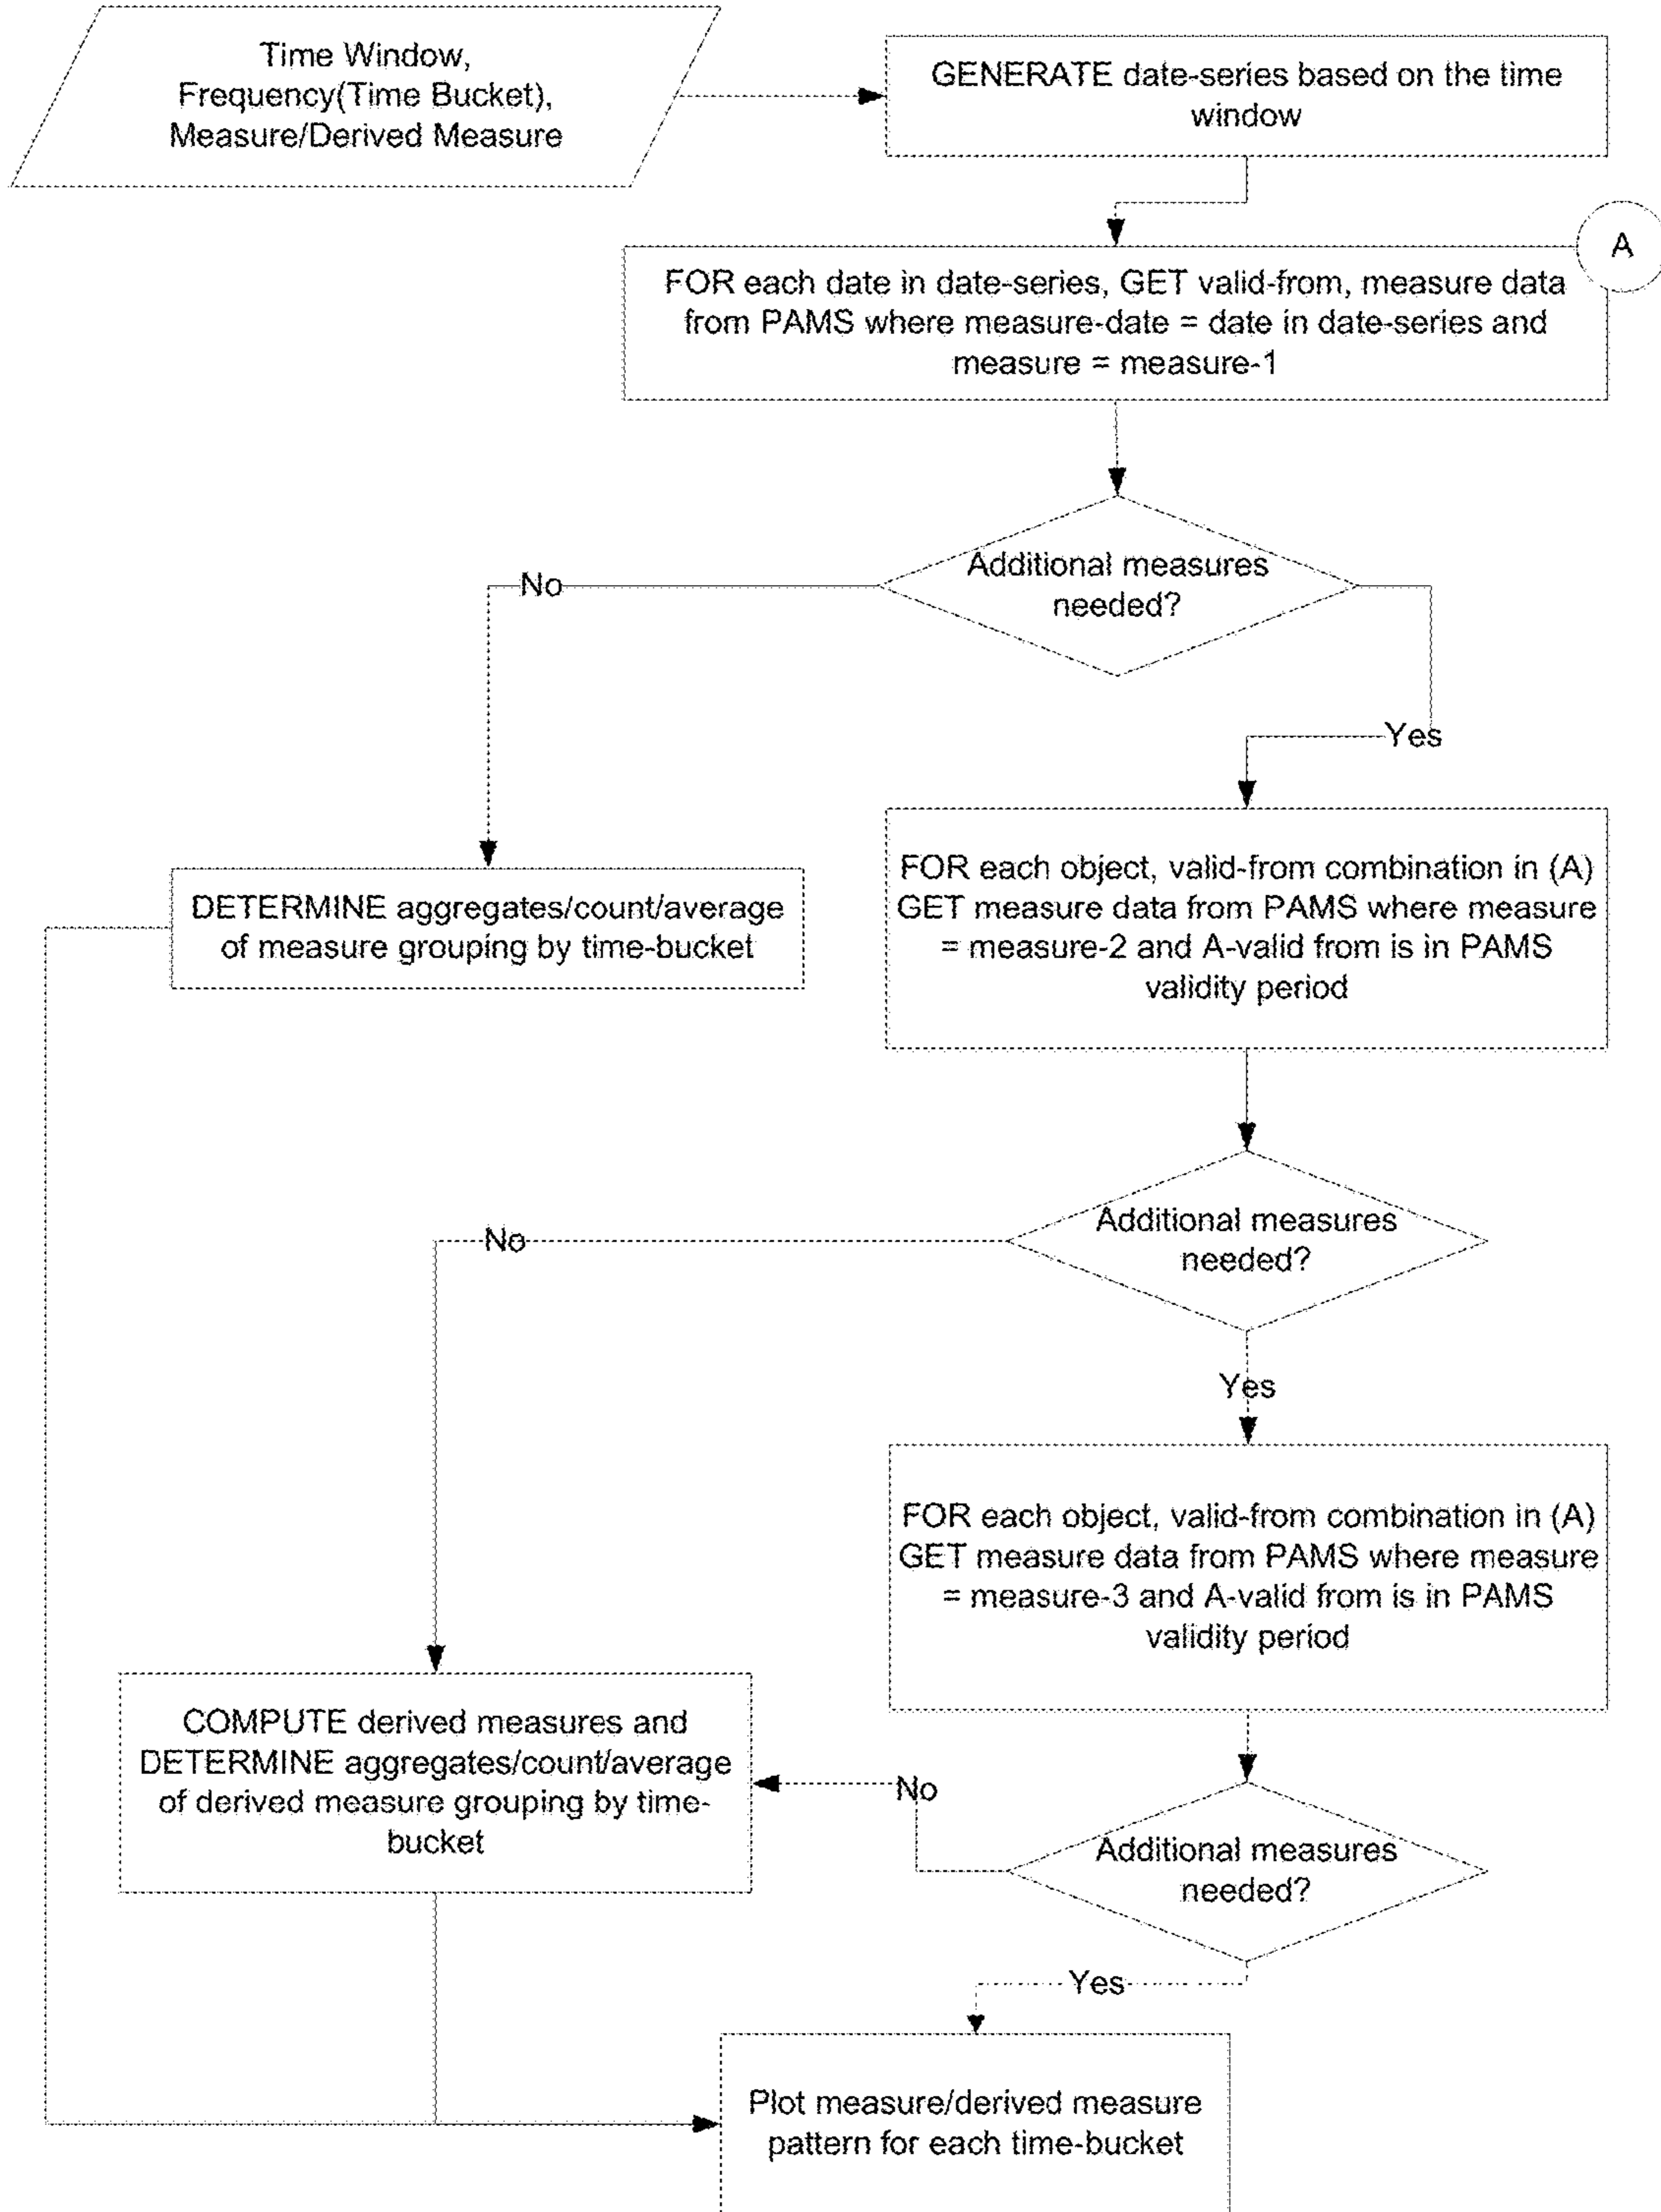 Time Window,
Frequency(Time Bucket),
Measure/Derived Measure
GENERATE date-series based on the time
window
A
FOR each date in date-series, GET valid-from, measure data
from PAMS where measure-date = date in date-series and
measure = measure-1
Additional measures
needed?
No
Yes
DETERMINE aggregates/count/average
of measure grouping by time-bucket
FOR each object, valid-from combination in (A)
GET measure data from PAMS where measure
= measure-2 and A-valid from is in PAMS
validity period
Additional measures
needed?
No
Yes
FOR each object, valid-from combination in (A)
GET measure data from PAMS where measure
= measure-3 and A-valid from is in PAMS
validity period
COMPUTE derived measures and
DETERMINE aggregates/count/average
of derived measure grouping by time-
bucket
No
Additional measures
needed?
Yes
Plot measure/derived measure
pattern for each time-bucket